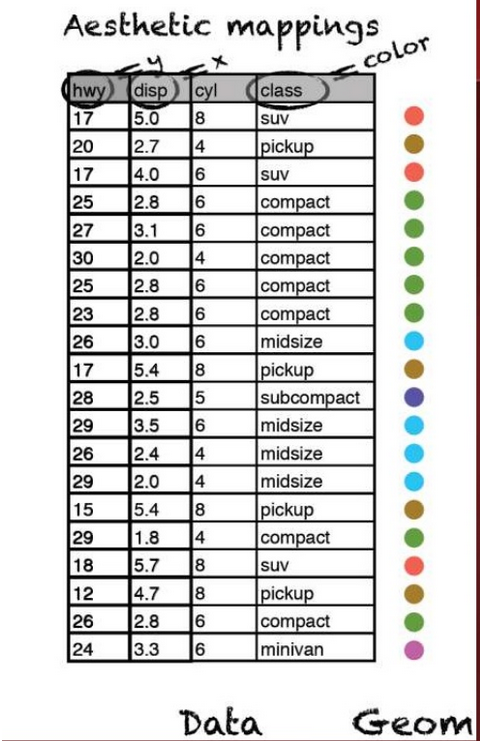 Aesthetic mappings
= y = x = color
hwy disp cyl class
17 5.0 8 suv
20 2.7 4 pickup
17 4.0 6 suv
25 2.8 6 compact
27 3.1 6 compact
30 2.0 4 compact
25 2.8 6 compact
23 2.8 6 compact
26 3.0 6 midsize
17 5.4 8 pickup
28 2.5 5 subcompact
29 3.5 6 midsize
26 2.4 4 midsize
29 2.0 4 midsize
15 5.4 8 pickup
29 1.8 4 compact
18 5.7 8 suv
12 4.7 8 pickup
26 2.8 6 compact
24 3.3 6 minivan
Data Geom